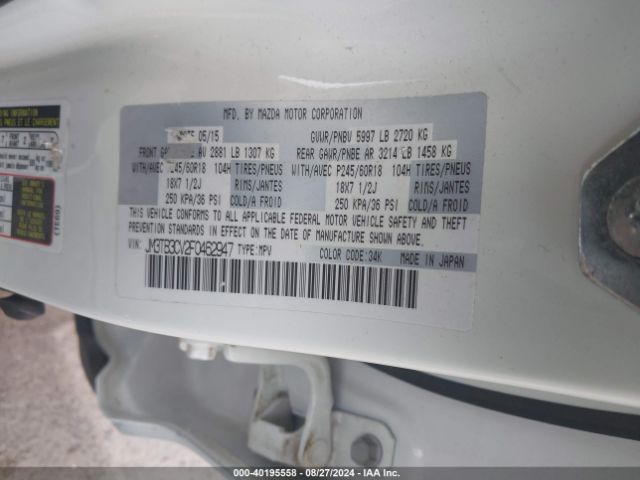 MFD. BY MAZDA MOTOR CORPORATION
05/15 GVWR/PNBV 5997 LB 2720 KG
FRONT AV 2881 LB 1307 KG REAR GAWR/PNBE AR 3214 LB 1458 KG
WITH/AVEC P245/60R18 104H TIRES/PNEUS WITH/AVEC P245/60R18 104H TIRES/PNEUS
18X7 1/2J RIMS/JANTES 18X7 1/2J RIMS/JANTES
250 KPA/36 PSI COLD/A FROID 250 KPA/36 PSI COLD/A FROID
THIS VEHICLE CONFORMS TO ALL APPLICABLE FEDERAL MOTOR VEHICLE SAFETY AND THEFT
PREVENTION STANDARDS IN EFFECT ON THE DATE OF MANUFACTURE SHOWN ABOVE.
VIN: JM3TB3CV2F0462947 TYPE:MPV COLOR CODE:34K MADE IN JAPAN
(TE69)
000-40195558 - 08/27/2024 - IAA Inc.